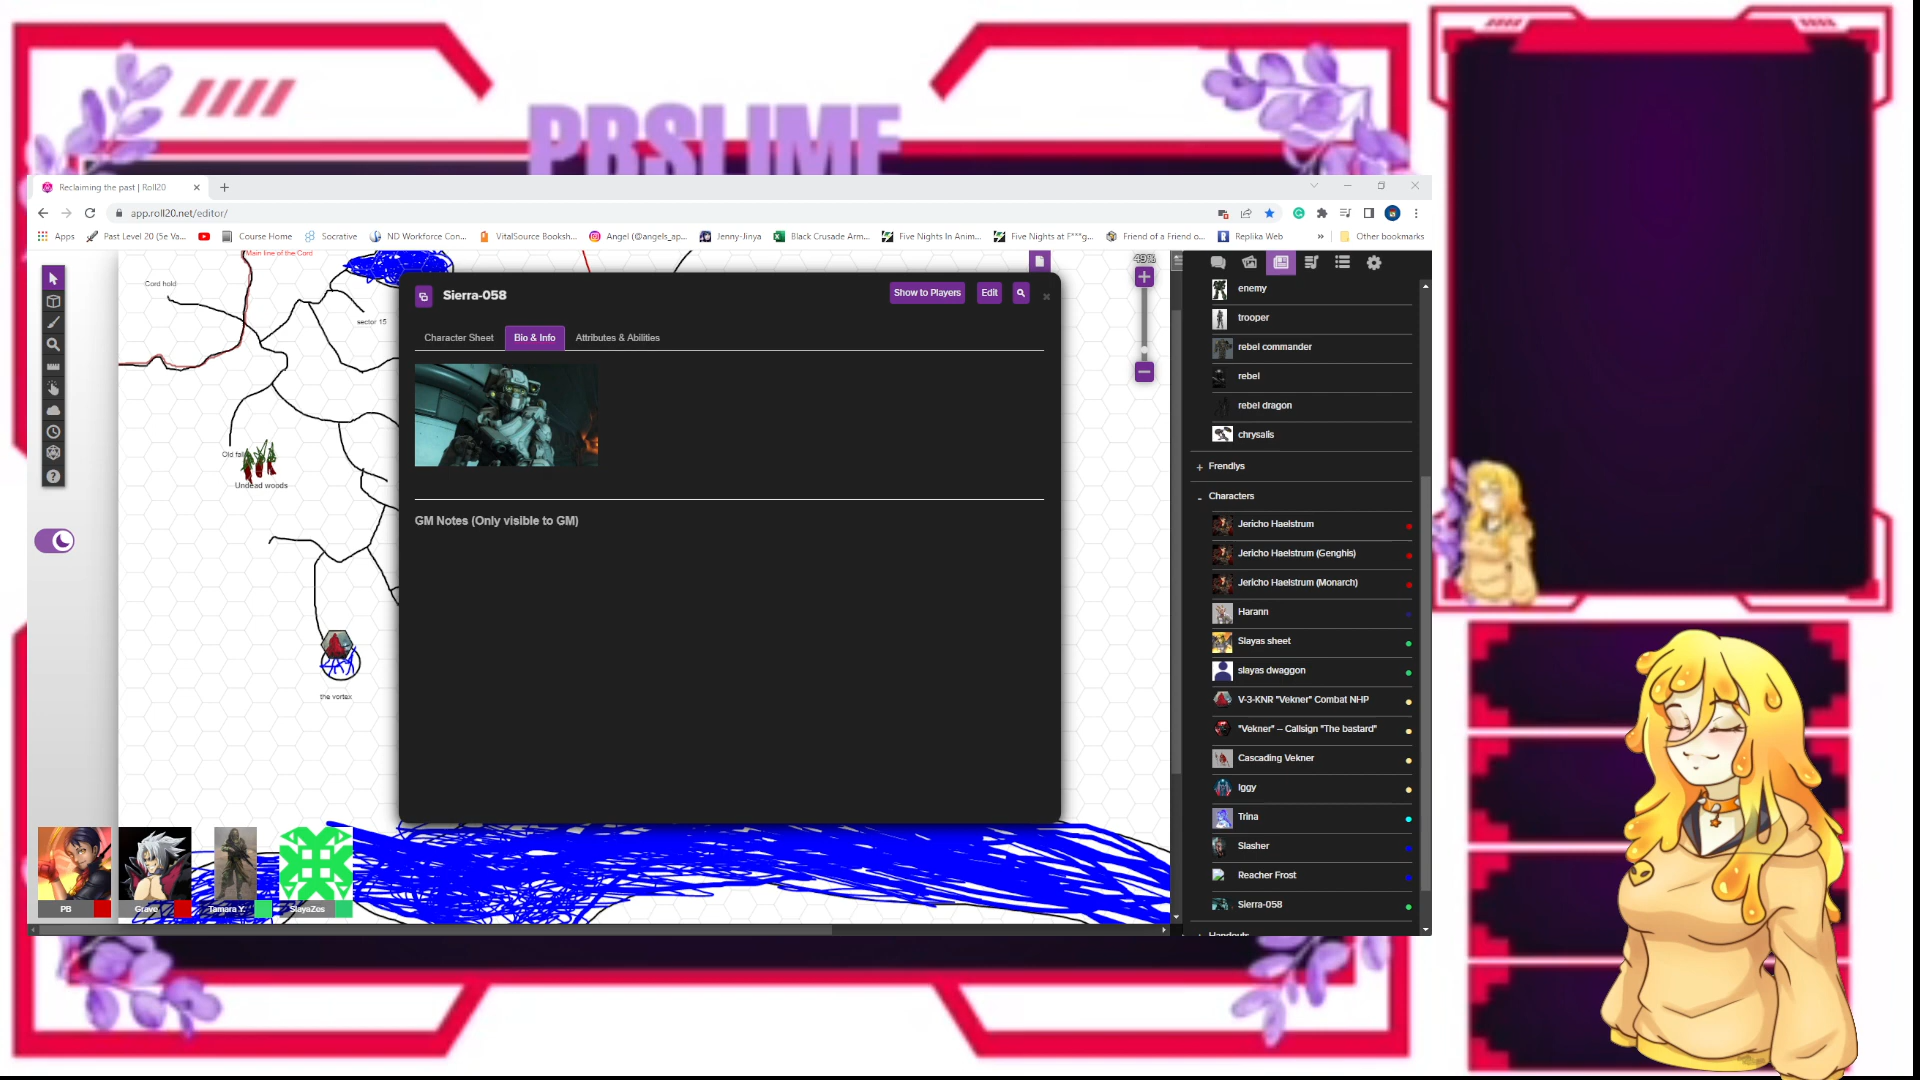 PBSLIME
Reclaiming the past | Roll20
app.roll20.net/editor/
Apps
Past Level 20 (5e Va...
Course Home
Socrative
ND Workforce Con...
VitalSource Booksh...
Angel (@angels_ap...
Jenny-Jinya
Black Crusade Arm...
Five Nights In Anim...
Five Nights at F***g...
Friend of a Friend o...
Replika Web
»
Other bookmarks
Main line of the Cord
Cord hold
sector 15
Undead woods
the vortex
49%
Sierra-058
Show to Players
Edit
Character Sheet
Bio & Info
Attributes & Abilities
GM Notes (Only visible to GM)
enemy
trooper
rebel commander
rebel
rebel dragon
chrysalis
+ Frendlys
- Characters
Jericho Haelstrum
Jericho Haelstrum (Genghis)
Jericho Haelstrum (Monarch)
Harann
Slayas sheet
slayas dwaggon
V-3-KNR "Vekner" Combat NHP
"Vekner" – Callsign "The bastard"
Cascading Vekner
Iggy
Trina
Slasher
Reacher Frost
Sierra-058
Handouts
PB
Grave
Tamara Y.
SlayaZes